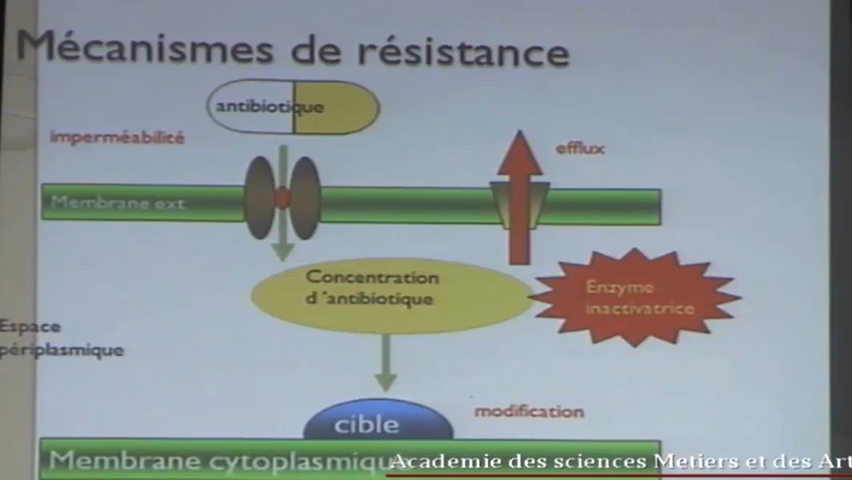 Mécanismes de résistance
antibiotique
imperméabilité
efflux
Membrane ext
Concentration
d'antibiotique
Enzyme
inactivatrice
Espace
périplasmique
cible
modification
Membrane cytoplasmique
Academie des sciences Metiers et des Art